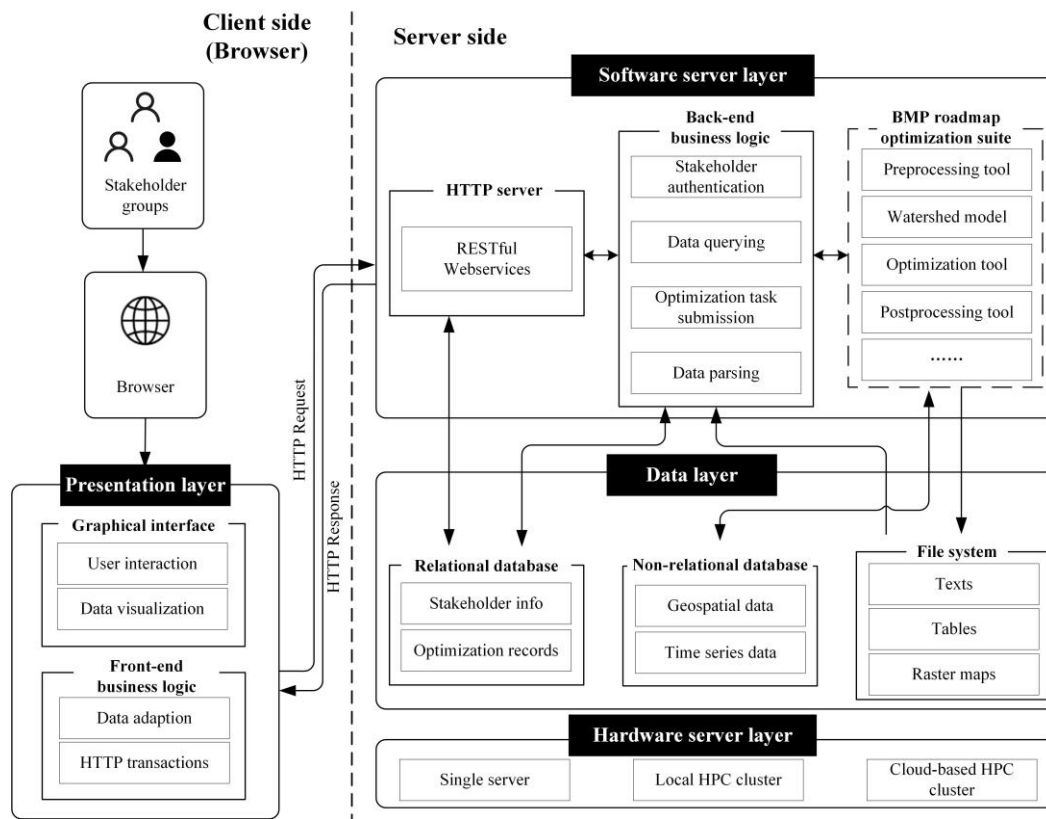 Client side
(Browser)
Stakeholder
groups
Browser
Presentation layer
Graphical interface
User interaction
Data visualization
Front-end
business logic
Data adaption
HTTP transactions
HTTP Request
HTTP Response
Server side
Software server layer
HTTP server
RESTful
Webservices
Back-end
business logic
Stakeholder
authentication
Data querying
Optimization task
submission
Data parsing
BMP roadmap
optimization suite
Preprocessing tool
Watershed model
Optimization tool
Postprocessing tool
......
Data layer
Relational database
Stakeholder info
Optimization records
Non-relational database
Geospatial data
Time series data
File system
Texts
Tables
Raster maps
Hardware server layer
Single server
Local HPC cluster
Cloud-based HPC
cluster